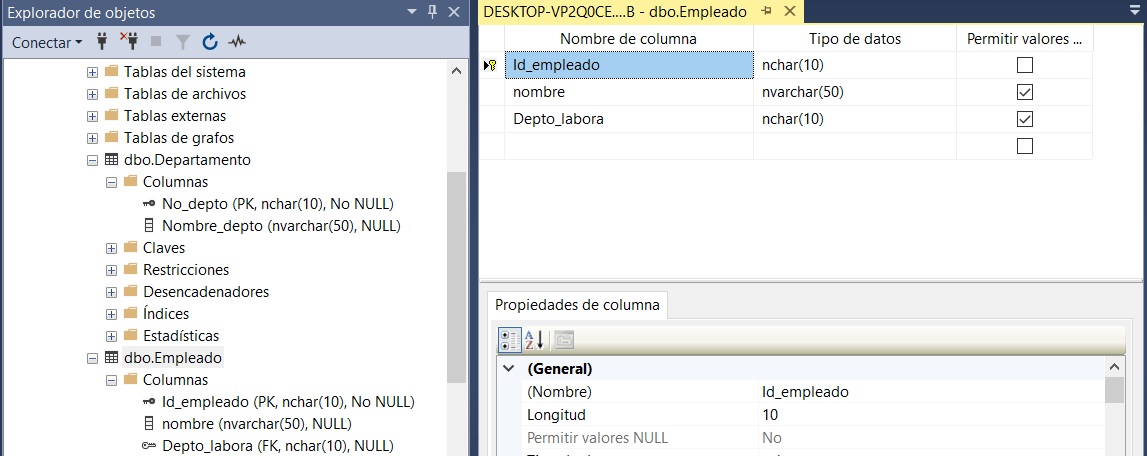 Explorador de objetos
Conectar
Tablas del sistema
Tablas de archivos
Tablas externas
Tablas de grafos
dbo.Departamento
Columnas
No_depto (PK, nchar(10), No NULL)
Nombre_depto (nvarchar(50), NULL)
Claves
Restricciones
Desencadenadores
Índices
Estadísticas
dbo.Empleado
Columnas
Id_empleado (PK, nchar(10), No NULL)
nombre (nvarchar(50), NULL)
Depto_labora (FK, nchar(10), NULL)
DESKTOP-VP2Q0CE....B - dbo.Empleado
Nombre de columna Tipo de datos Permitir valores ...
Id_empleado nchar(10)
nombre nvarchar(50)
Depto_labora nchar(10)
Propiedades de columna
(General)
(Nombre) Id_empleado
Longitud 10
Permitir valores NULL No